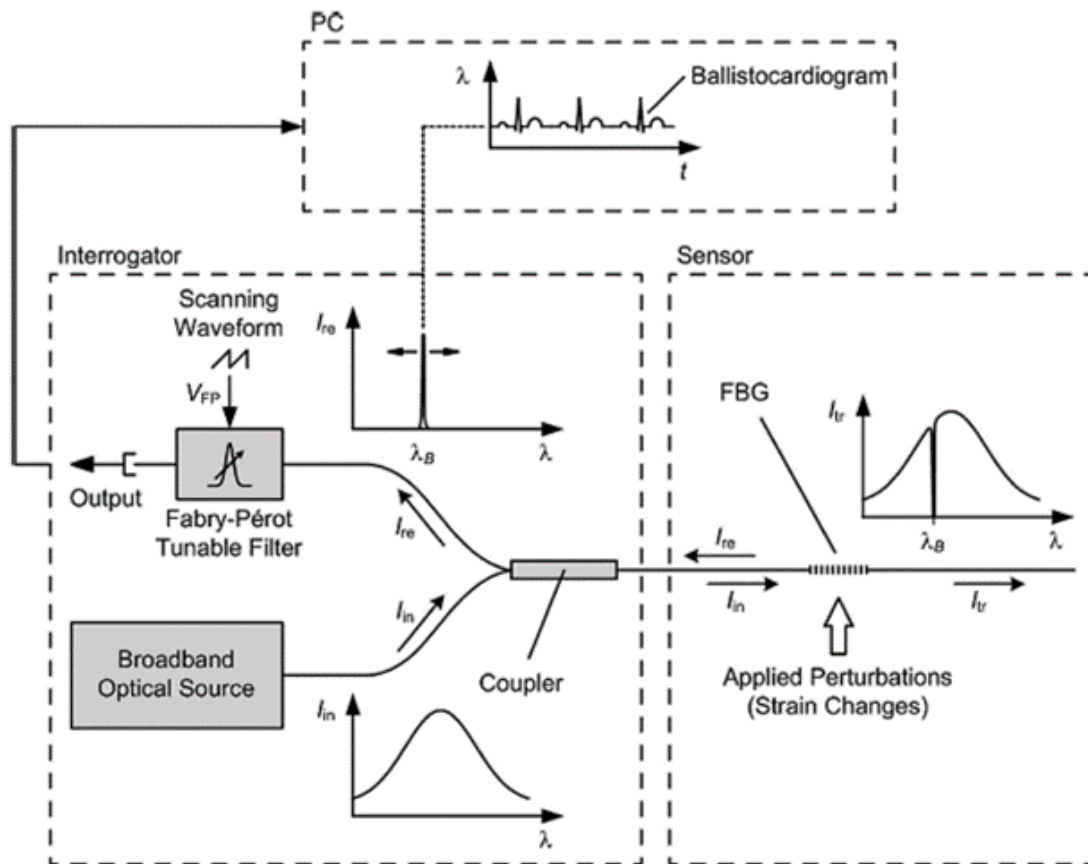 PC
λ
Ballistocardiogram
t
Interrogator
Sensor
Scanning
Waveform
V_FP
I_re
λ_B
λ
Output
Fabry-Pérot
Tunable Filter
I_re
I_in
Broadband
Optical Source
Coupler
I_in
λ
FBG
I_tr
λ_B
λ
I_re
I_in
I_tr
Applied Perturbations
(Strain Changes)